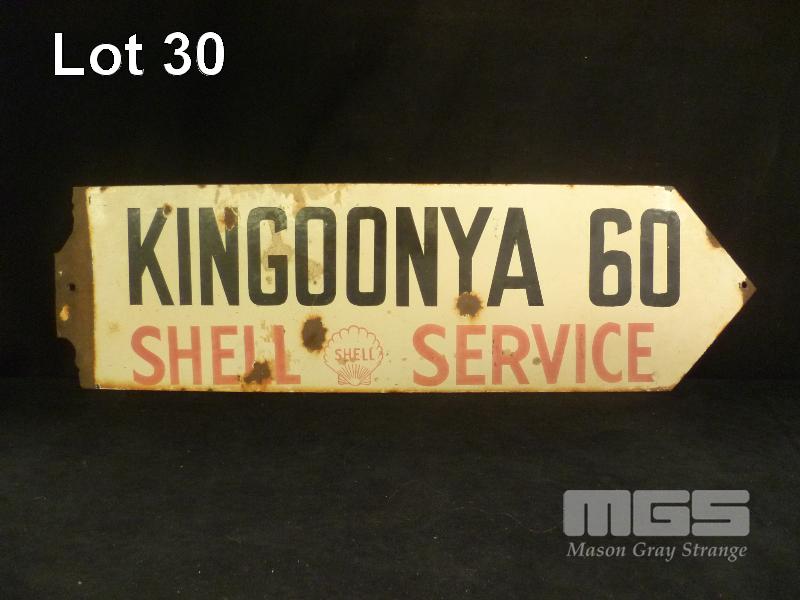 Lot 30
KINGOONYA 60
SHELL SHELL SERVICE
MGS
Mason Gray Strange